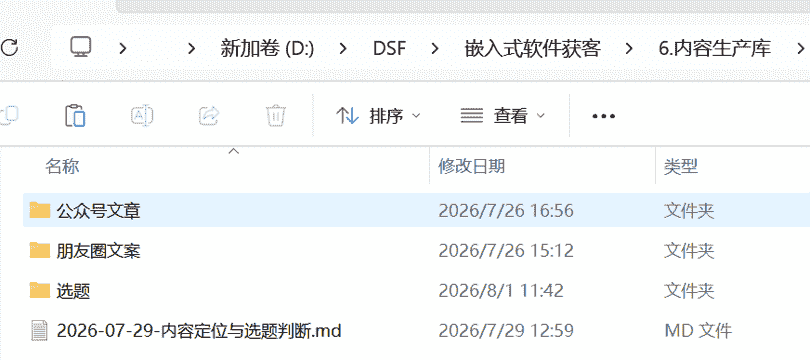 新加卷 (D:) > DSF > 嵌入式软件获客 > 6.内容生产库 >
排序 查看 •••
名称 修改日期 类型
公众号文章 2026/7/26 16:56 文件夹
朋友圈文案 2026/7/26 15:12 文件夹
选题 2026/8/1 11:42 文件夹
2026-07-29-内容定位与选题判断.md 2026/7/29 12:59 MD 文件